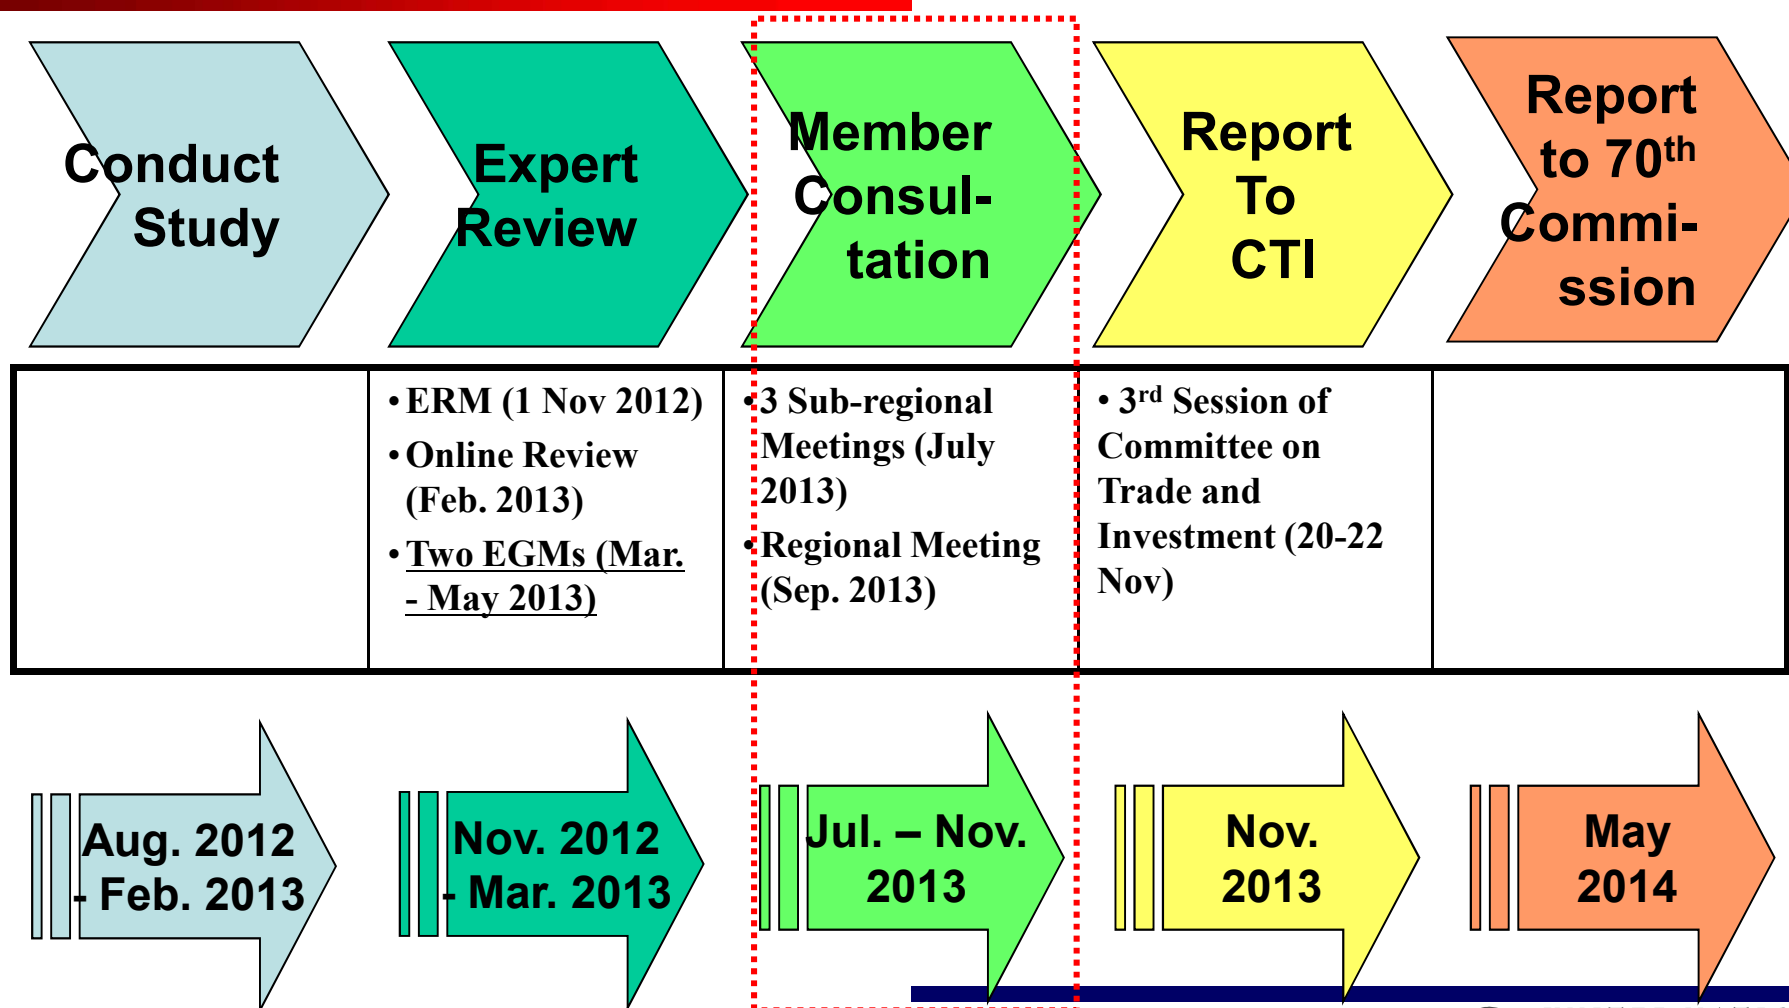 Conduct
Study
Expert
Review
Member
Consul-
tation
Report
To
CTI
Report
to 70th
Commi-
ssion
• ERM (1 Nov 2012)
• Online Review
(Feb. 2013)
• Two EGMs (Mar.
- May 2013)
• 3 Sub-regional
Meetings (July
2013)
• Regional Meeting
(Sep. 2013)
• 3rd Session of
Committee on
Trade and
Investment (20-22
Nov)
Aug. 2012
- Feb. 2013
Nov. 2012
- Mar. 2013
Jul. – Nov.
2013
Nov.
2013
May
2014